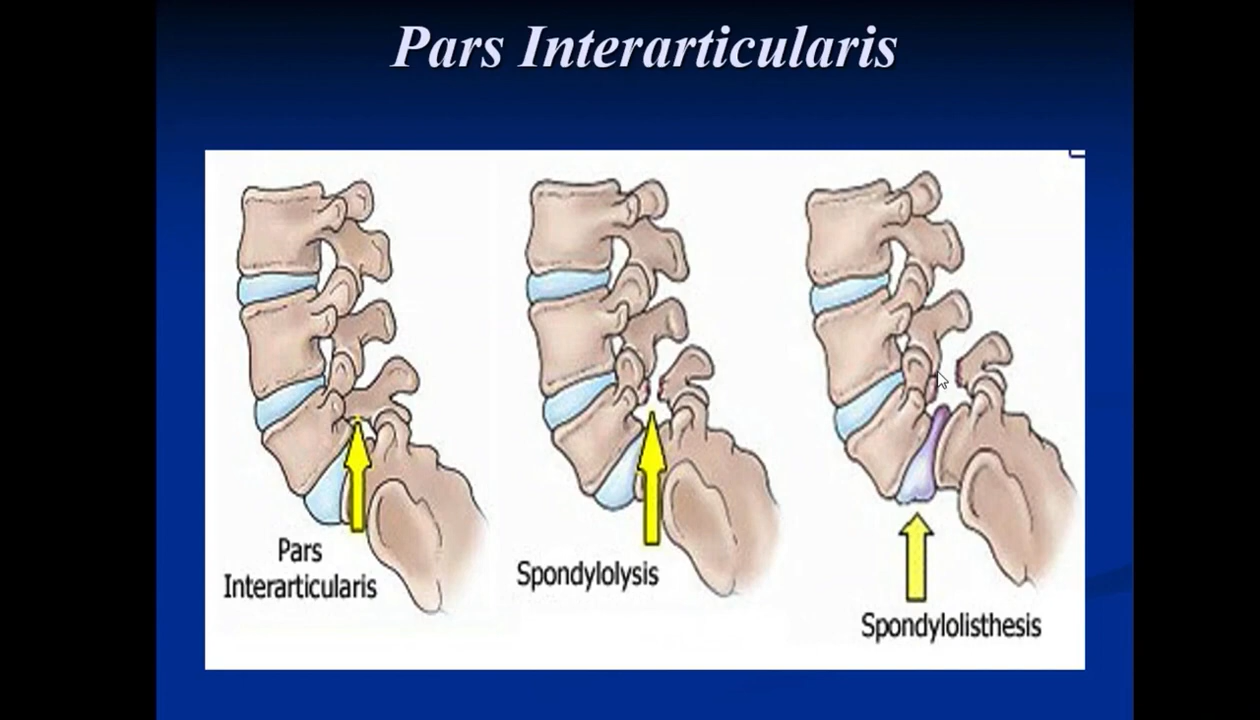 Pars Interarticularis
Pars
Interarticularis
Spondylolysis
Spondylolisthesis